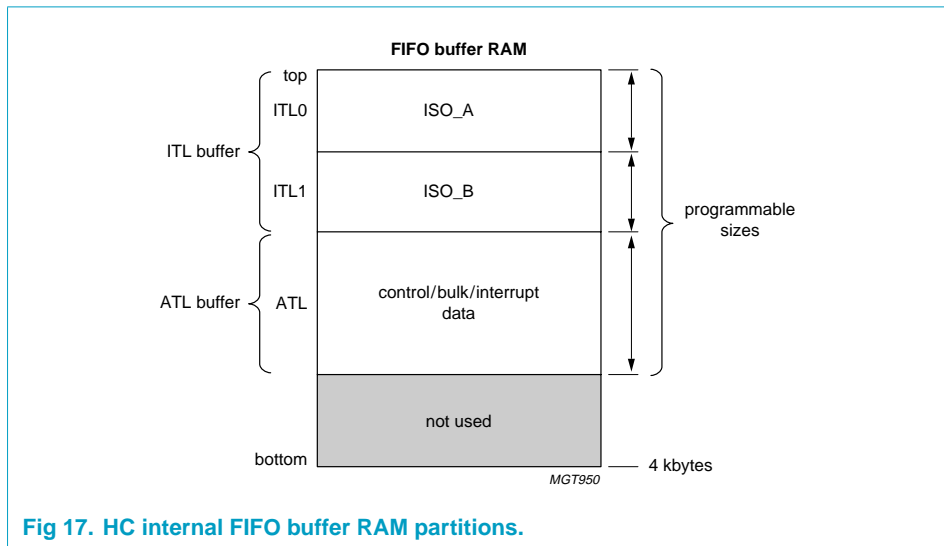 FIFO buffer RAM
top
ITL0
ISO_A
ITL buffer
ITL1
ISO_B
programmable
sizes
ATL buffer
ATL
control/bulk/interrupt
data
not used
bottom
4 kbytes
MGT950
Fig 17. HC internal FIFO buffer RAM partitions.